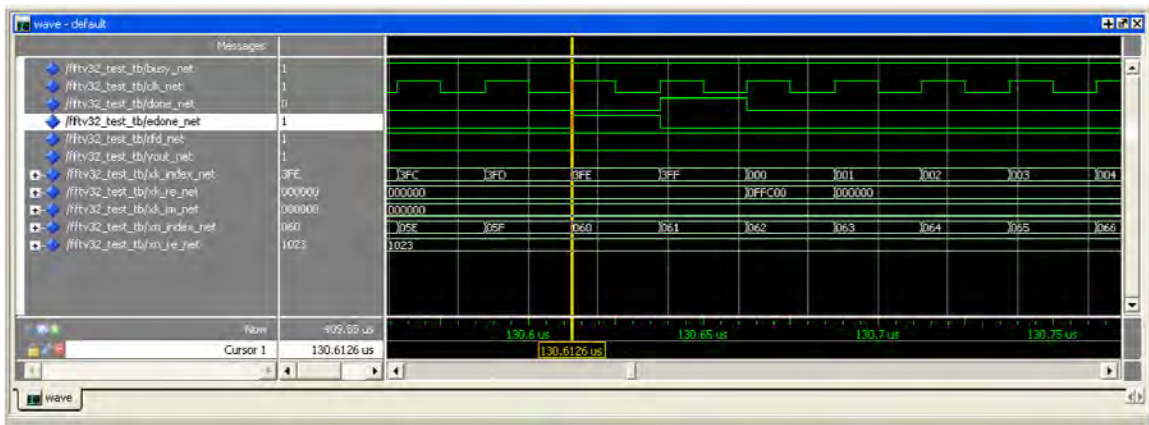 wave - default
Messages
/fftv32_test_tb/busy_net 1
/fftv32_test_tb/clk_net 1
/fftv32_test_tb/done_net 0
/fftv32_test_tb/edone_net 1
/fftv32_test_tb/rfd_net 1
/fftv32_test_tb/vout_net 1
/fftv32_test_tb/xk_index_net 3FE 3FC 3FD 3FE 3FF 000 001 002 003 004
/fftv32_test_tb/xk_re_net 000000 000000 0FFC00 000000
/fftv32_test_tb/xk_im_net 000000 000000
/fftv32_test_tb/xn_index_net 060 05E 05F 060 061 062 063 064 065 066
/fftv32_test_tb/xn_re_net 1023 1023
Now 409.85 us 130.6 us 130.65 us 130.7 us 130.75 us
Cursor 1 130.6126 us 130.6126 us
wave